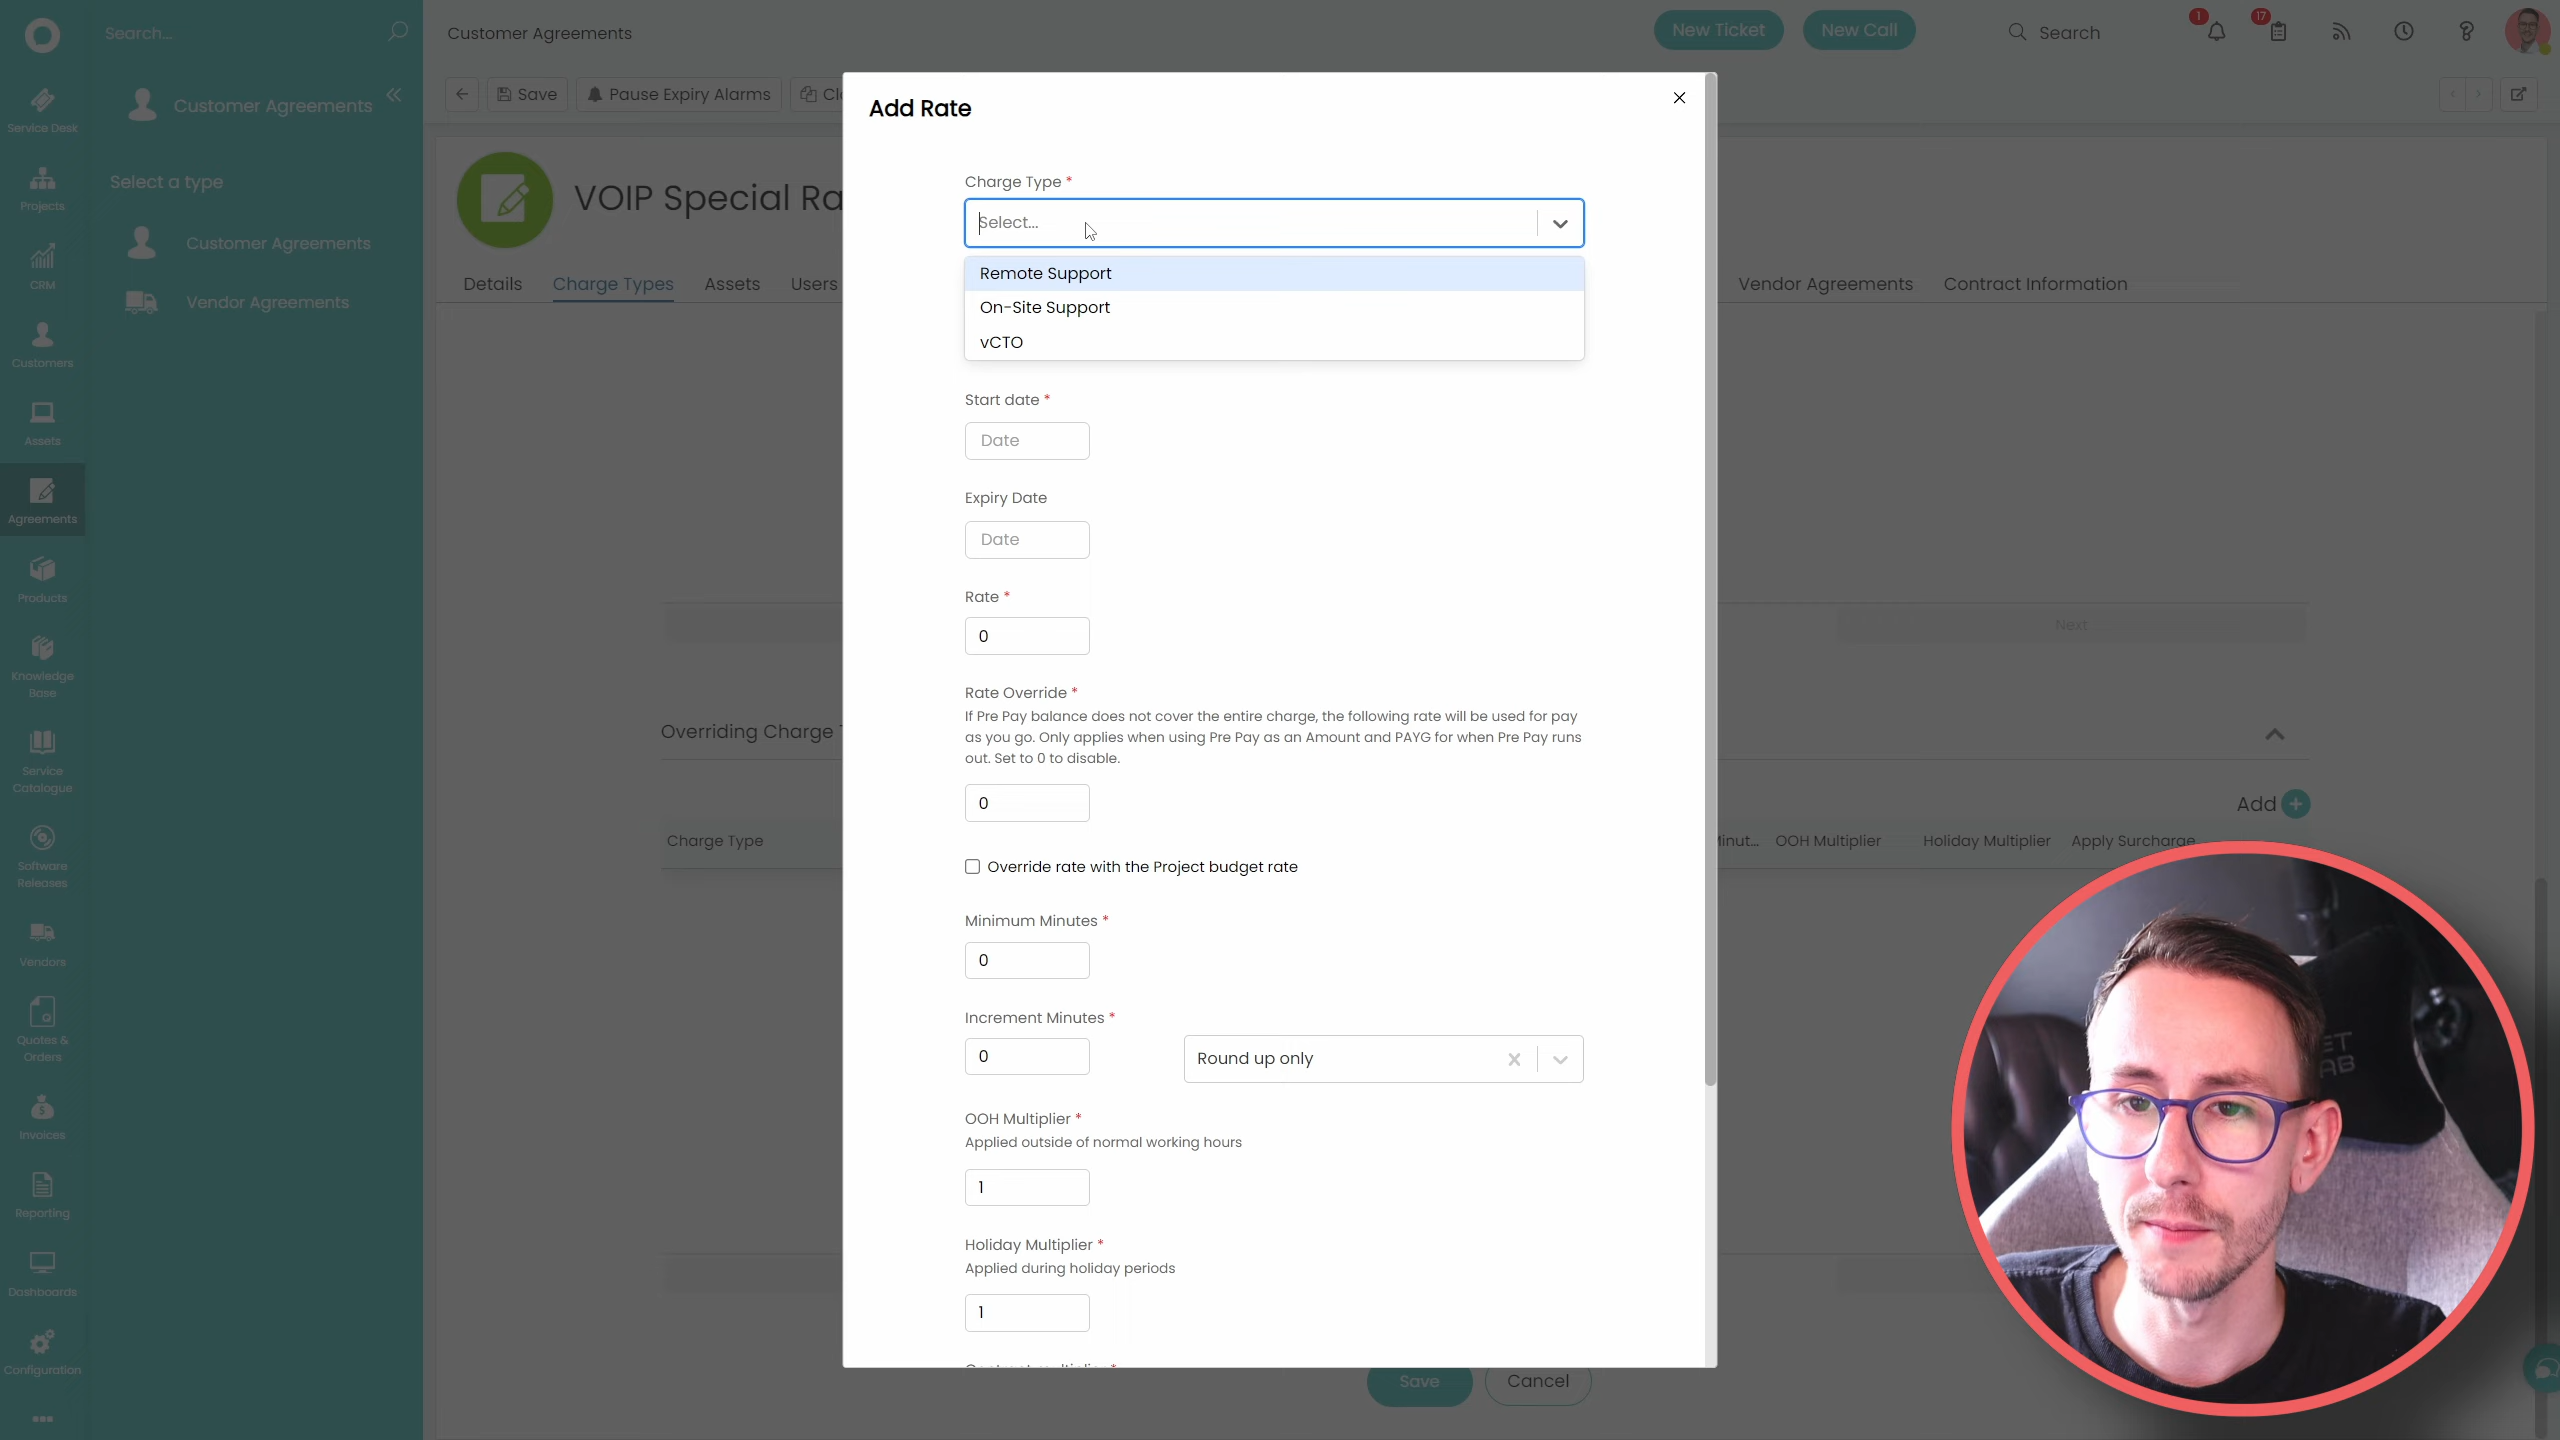 Search...
Customer Agreements
New Ticket
New Call
Search
1
17
Customer Agreements
Save
Pause Expiry Alarms
Select a type
Customer Agreements
Vendor Agreements
Service Desk
Projects
CRM
Customers
Assets
Agreements
Products
Knowledge
Base
Service
Catalogue
Software
Releases
Vendors
Quotes &
Orders
Invoices
Reporting
Dashboards
Configuration
VOIP Special Ra
Details
Charge Types
Assets
Users
Vendor Agreements
Contract Information
Next
Overriding Charge
Add
Charge Type
OOH Multiplier
Holiday Multiplier
Apply Surcharge
Add Rate
Charge Type *
Select...
Remote Support
On-Site Support
vCTO
Start date *
Date
Expiry Date
Date
Rate *
0
Rate Override *
If Pre Pay balance does not cover the entire charge, the following rate will be used for pay
as you go. Only applies when using Pre Pay as an Amount and PAYG for when Pre Pay runs
out. Set to 0 to disable.
0
Override rate with the Project budget rate
Minimum Minutes *
0
Increment Minutes *
0
Round up only
OOH Multiplier *
Applied outside of normal working hours
1
Holiday Multiplier *
Applied during holiday periods
1
Save
Cancel